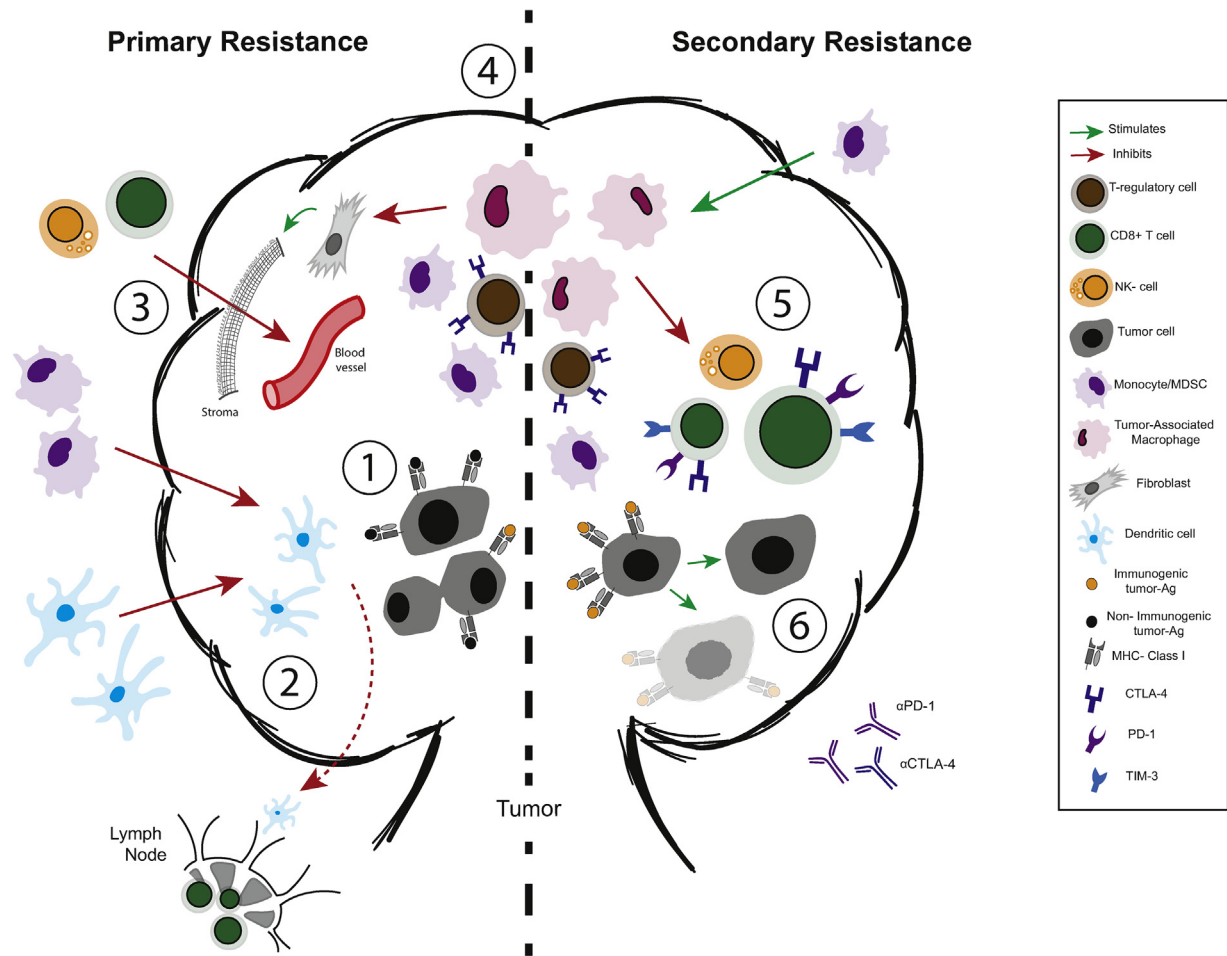 Primary Resistance
Secondary Resistance
4
3
5
Blood
vessel
Stroma
1
2
6
αPD-1
αCTLA-4
Tumor
Lymph
Node
Stimulates
Inhibits
T-regulatory cell
CD8+ T cell
NK- cell
Tumor cell
Monocyte/MDSC
Tumor-Associated
Macrophage
Fibroblast
Dendritic cell
Immunogenic
tumor-Ag
Non- Immunogenic
tumor-Ag
MHC- Class I
CTLA-4
PD-1
TIM-3